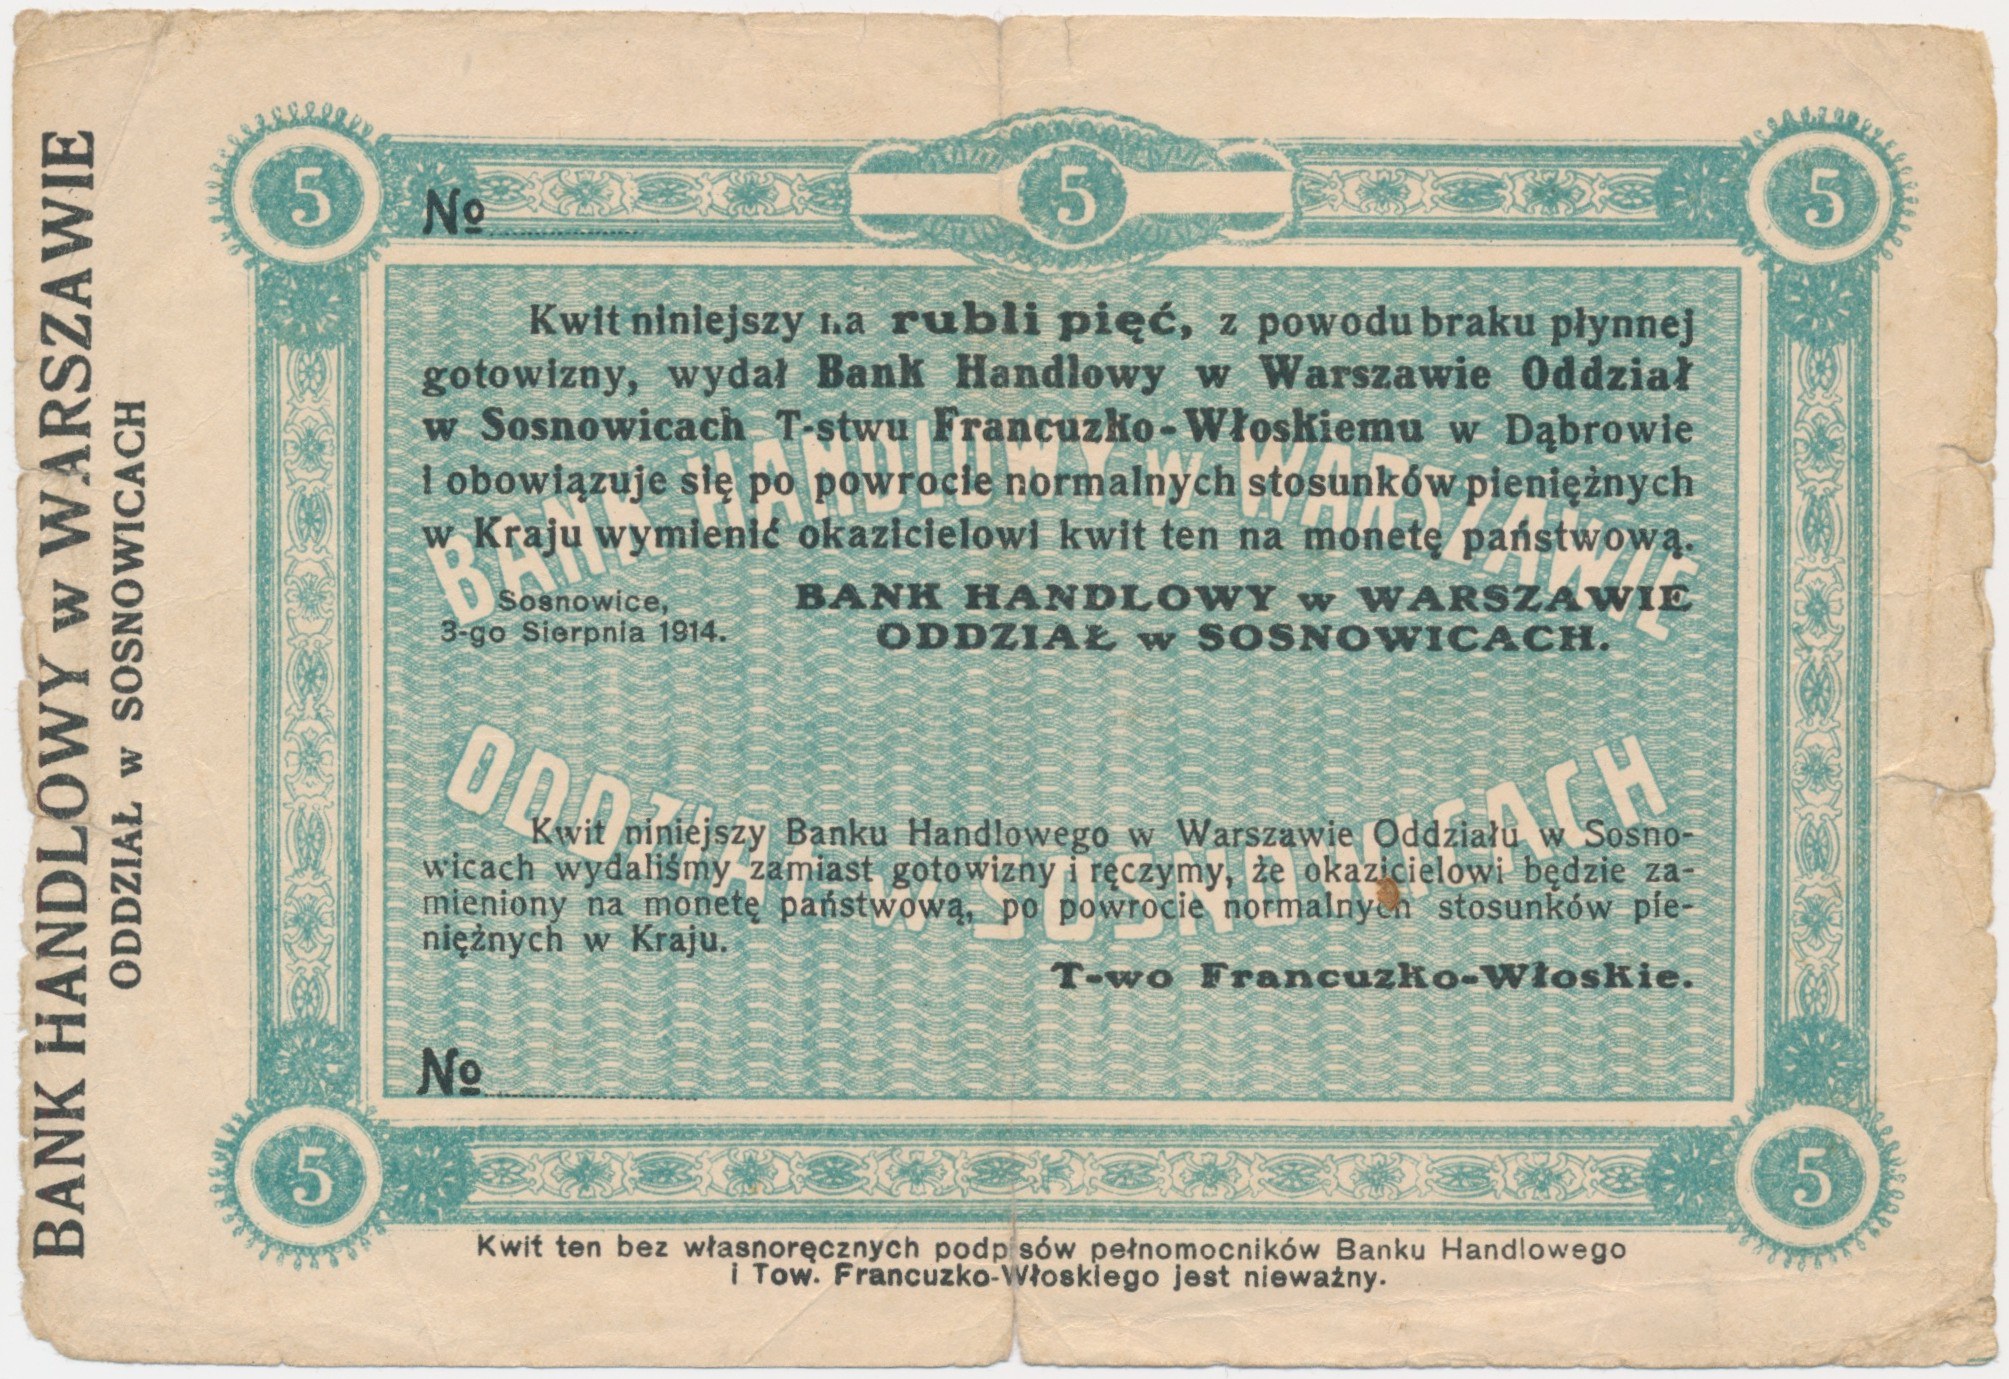 BANK HANDLOWY w WARSZAWIE
ODDZIAŁ w SOSNOWICACH
5 5 5
№
Kwit niniejszy na rubli pięć, z powodu braku płynnej
gotowizny, wydał Bank Handlowy w Warszawie Oddział
w Sosnowicach T-stwu Francuzko-Włoskiemu w Dąbrowie
i obowiązuje się po powrocie normalnych stosunków pieniężnych
w Kraju wymienić okazicielowi kwit ten na monetę państwową.
BANK HANDLOWY w WARSZAWIE
Sosnowice,
3-go Sierpnia 1914.
BANK HANDLOWY w WARSZAWIE
ODDZIAŁ w SOSNOWICACH.
ODDZIAŁ w SOSNOWICACH
Kwit niniejszy Banku Handlowego w Warszawie Oddziału w Sosno-
wicach wydaliśmy zamiast gotowizny i ręczymy, że okazicielowi będzie za-
mieniony na monetę państwową, po powrocie normalnych stosunków pie-
niężnych w Kraju.
T-wo Francuzko-Włoskie.
№
5 5
Kwit ten bez własnoręcznych podpisów pełnomocników Banku Handlowego
i Tow. Francuzko-Włoskiego jest nieważny.